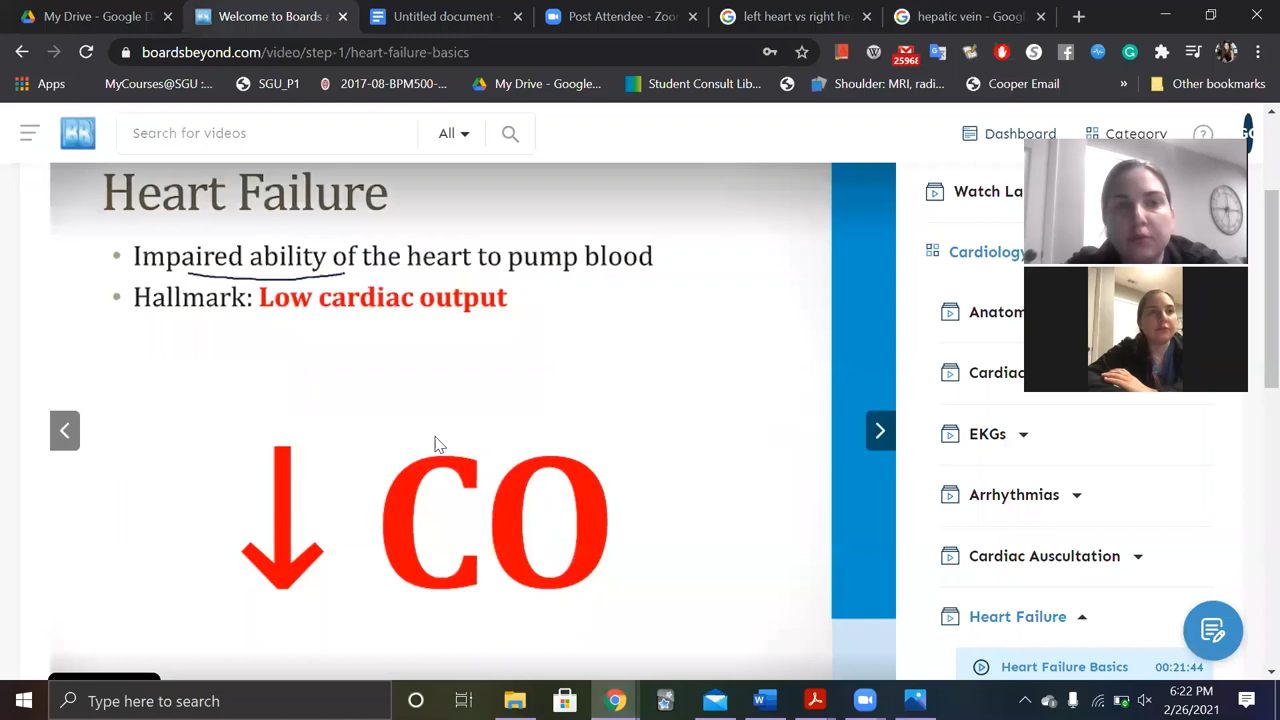 My Drive - Google D
Welcome to Boards a
Untitled document -
Post Attendee - Zoo
left heart vs right he
hepatic vein - Goog
boardsbeyond.com/video/step-1/heart-failure-basics
25968
Apps
MyCourses@SGU_P1 :...
SGU_P1
2017-08-BPM500-...
My Drive - Google...
Student Consult Lib...
Shoulder: MRI, radi...
Cooper Email
»
Other bookmarks
Search for videos
All
Dashboard
Category
?
Heart Failure
• Impaired ability of the heart to pump blood
• Hallmark: Low cardiac output
↓ CO
Watch La
Cardiology
Anatom
Cardiac
EKGs
Arrhythmias
Cardiac Auscultation
Heart Failure
Heart Failure Basics 00:21:44
Type here to search
6:22 PM
2/26/2021